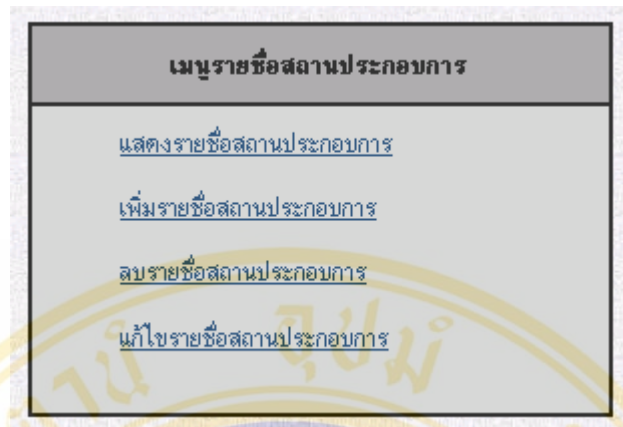 เมนูรายชื่อสถานประกอบการ
แสดงรายชื่อสถานประกอบการ
เพิ่มรายชื่อสถานประกอบการ
ลบรายชื่อสถานประกอบการ
แก้ไขรายชื่อสถานประกอบการ